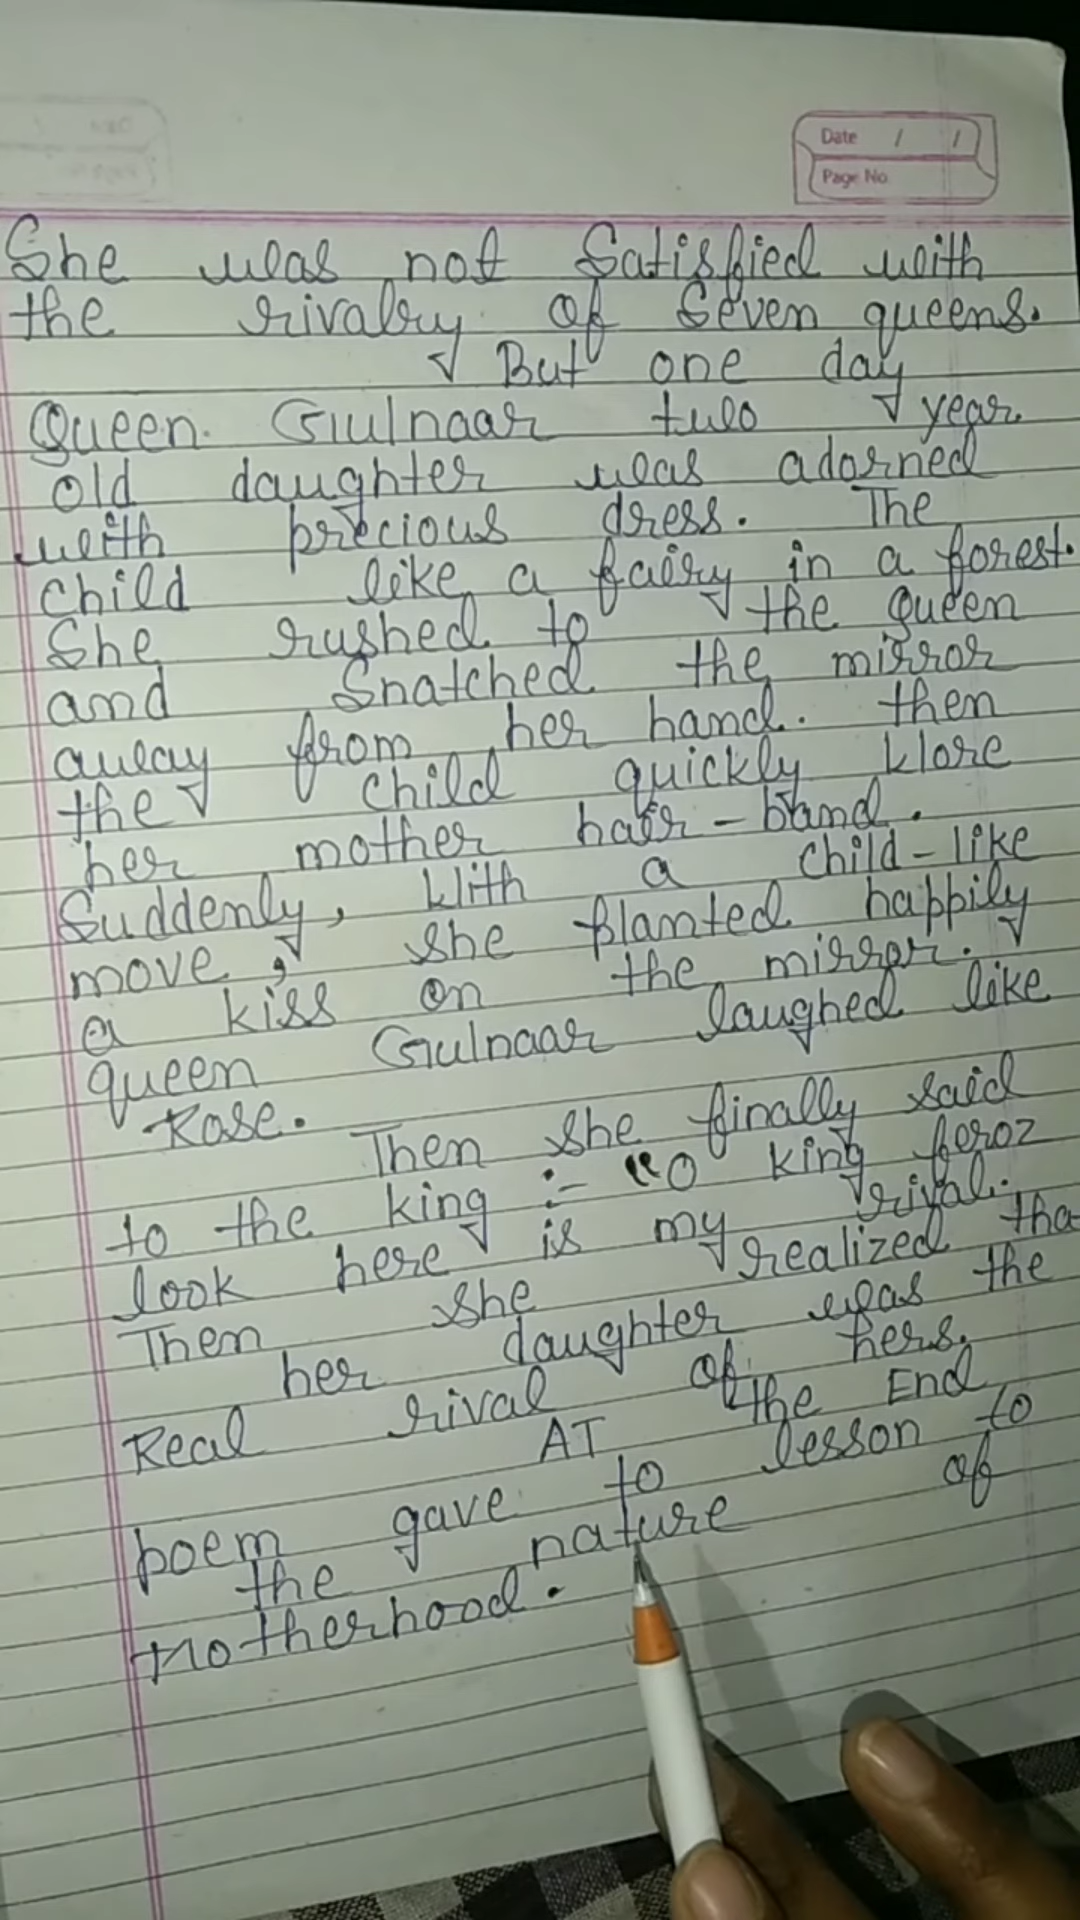 Date / /
Page No
She was not Satisfied with
the rivalry of Seven queens.
But one day
Queen Gulnaar two year
old daughter was adorned
with precious dress. The
child like a fairy in a forest.
She rushed to the queen
and Snatched the mirror
away from her hand. then
the child quickly Wore
her mother hair-band.
Suddenly, With a child-like
move, she planted happily
a kiss on the mirror.
queen Gulnaar laughed like
Rose.
Then she finally said
to the king :- "O king feroz
look here is my rival.
Then she realized tha
her daughter was the
Real rival of hers.
AT the End
poem gave to lesson to
the nature of
Motherhood.